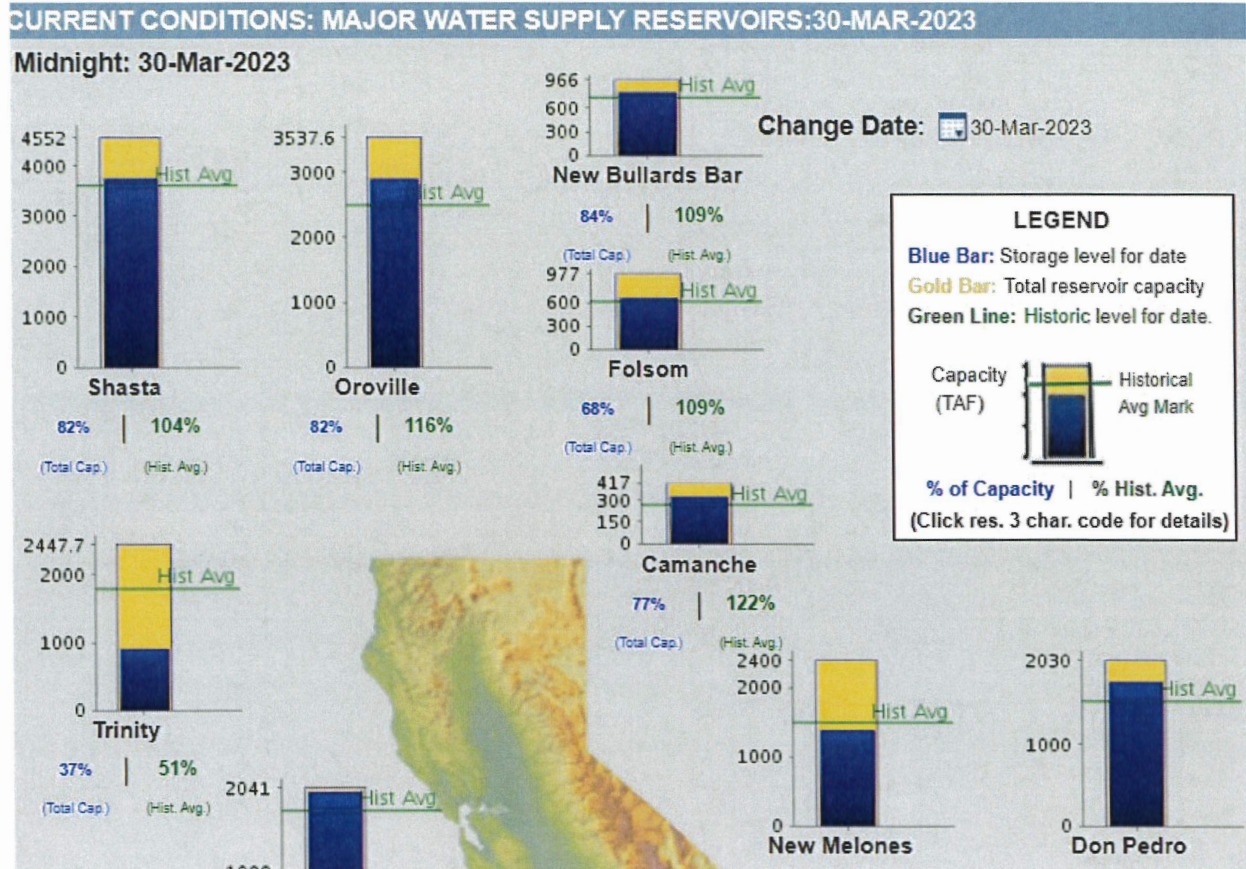 CURRENT CONDITIONS: MAJOR WATER SUPPLY RESERVOIRS:30-MAR-2023
Midnight: 30-Mar-2023
Change Date: 30-Mar-2023
4552
4000
3000
2000
1000
0
Hist Avg
Shasta
82% | 104%
(Total Cap.) (Hist. Avg.)
3537.6
3000
2000
1000
0
Hist Avg
Oroville
82% | 116%
(Total Cap.) (Hist. Avg.)
966
600
300
0
Hist Avg
New Bullards Bar
84% | 109%
(Total Cap.) (Hist. Avg.)
977
600
300
0
Hist Avg
Folsom
68% | 109%
(Total Cap.) (Hist. Avg.)
417
300
150
0
Hist Avg
Camanche
77% | 122%
(Total Cap.) (Hist. Avg.)
LEGEND
Blue Bar: Storage level for date
Gold Bar: Total reservoir capacity
Green Line: Historic level for date.
Capacity
(TAF)
Historical
Avg Mark
% of Capacity | % Hist. Avg.
(Click res. 3 char. code for details)
2447.7
2000
1000
0
Hist Avg
Trinity
37% | 51%
(Total Cap.) (Hist. Avg.)
2041
Hist Avg
2400
2000
1000
0
Hist Avg
New Melones
2030
1000
0
Hist Avg
Don Pedro